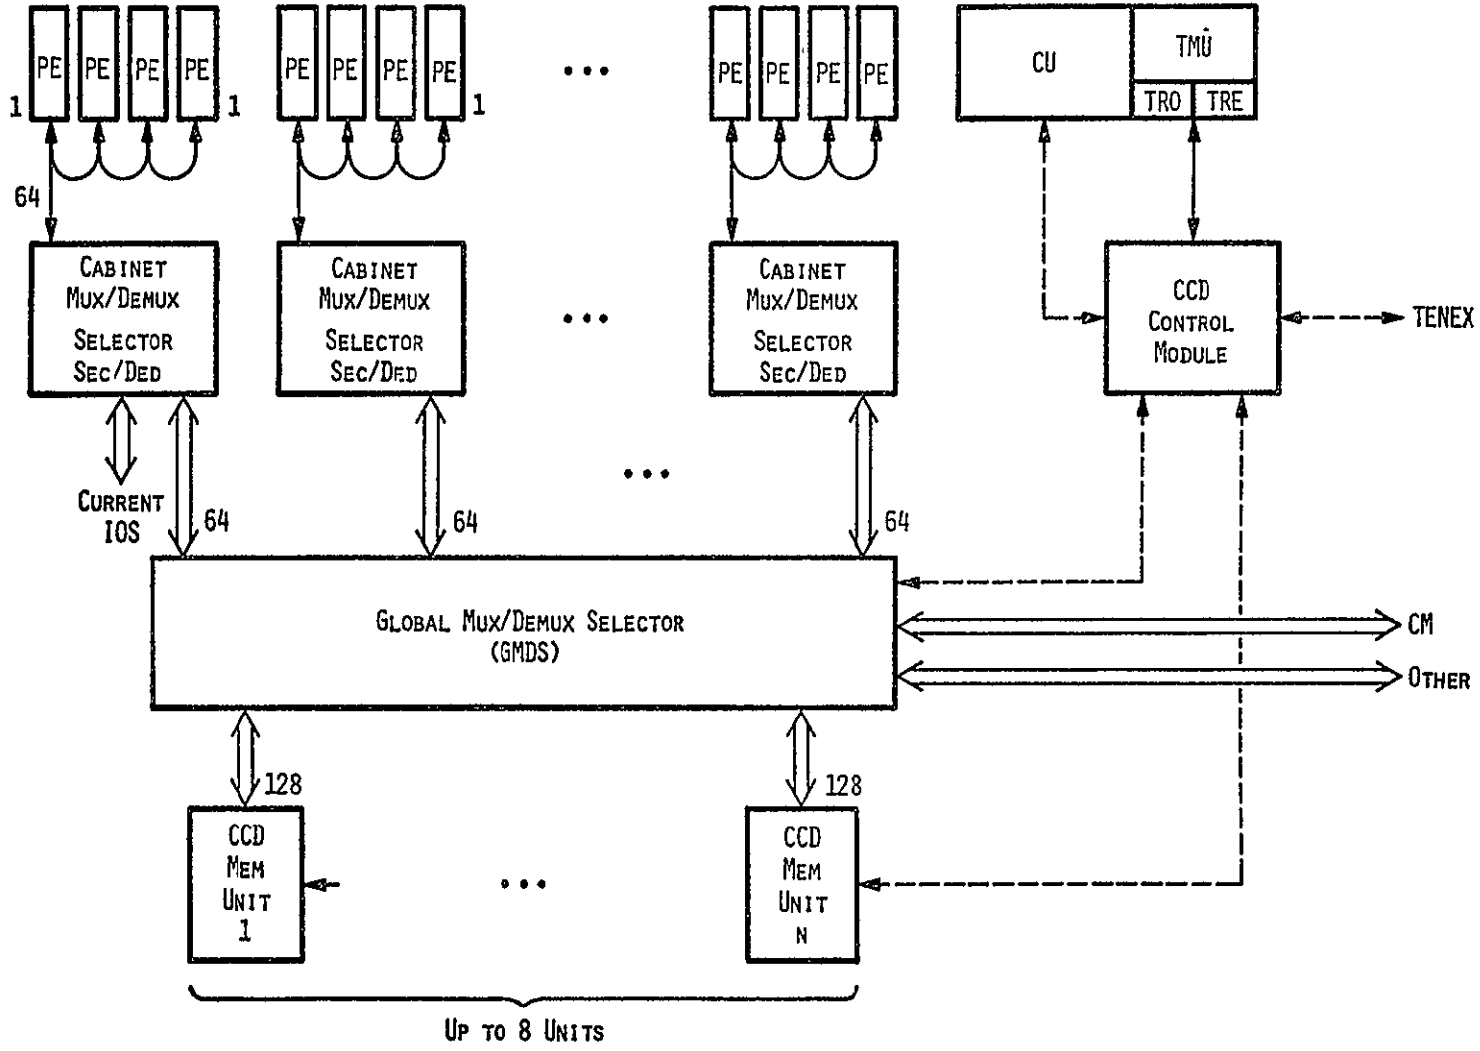 PE PE PE PE PE PE PE PE PE PE PE PE CU TMU
TRO TRE
1 1 1
64
CABINET MUX/DEMUX SELECTOR SEC/DED
CABINET MUX/DEMUX SELECTOR SEC/DED
CABINET MUX/DEMUX SELECTOR SEC/DED
CCD CONTROL MODULE
TENEX
CURRENT IOS
64 64 64
GLOBAL MUX/DEMUX SELECTOR
(GMDS)
CM
OTHER
128 128
CCD MEM UNIT 1
CCD MEM UNIT N
UP TO 8 UNITS